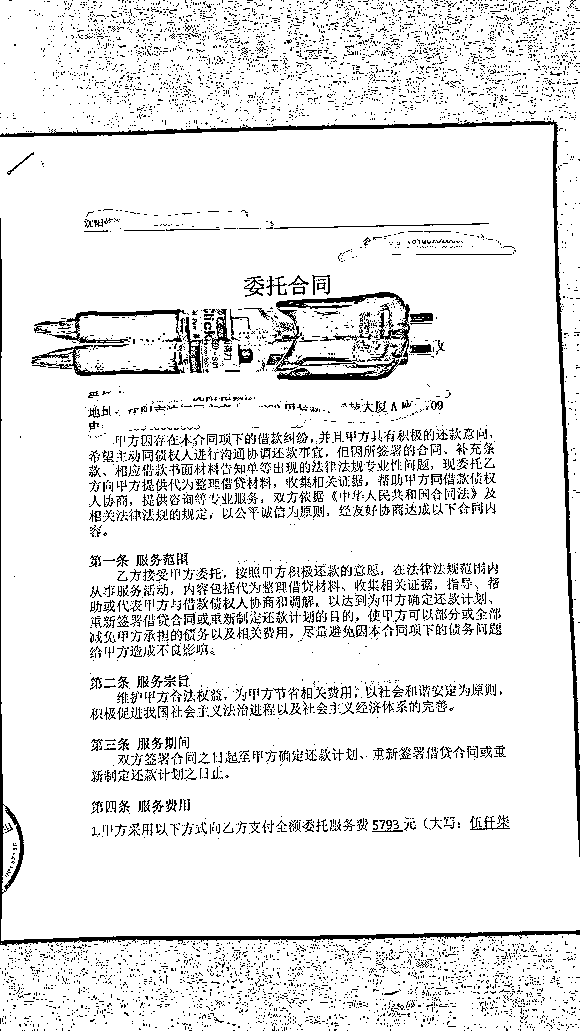 沈阳
委托合同
Click
地址
大厦A 09
甲方因存在本合同项下的借款纠纷,并且甲方具有积极的还款意向,
希望主动同债权人进行沟通协调还款事宜,但因所签署的合同、补充条
款、相应借款书面材料告知单等出现的法律法规专业性问题,现委托乙
方向甲方提供代为整理借贷材料,收集相关证据,帮助甲方同借款债权
人协商,提供咨询等专业服务,双方依据《中华人民共和国合同法》及
相关法律法规的规定,以公平诚信为原则,经友好协商达成以下合同内
容。
第一条 服务范围
乙方接受甲方委托,按照甲方积极还款的意愿,在法律法规范围内
从事服务活动,内容包括代为整理借贷材料、收集相关证据,指导、帮
助或代表甲方与借款债权人协商和调解,以达到为甲方确定还款计划、
重新签署借贷合同或重新制定还款计划的目的,使甲方可以部分或全部
减免甲方承担的债务以及相关费用,尽量避免因本合同项下的债务问题
给甲方造成不良影响。
第二条 服务宗旨
维护甲方合法权益,为甲方节省相关费用;以社会和谐安定为原则,
积极促进我国社会主义法治进程以及社会主义经济体系的完善。
第三条 服务期间
双方签署合同之日起至甲方确定还款计划、重新签署借贷合同或重
新制定还款计划之日止。
第四条 服务费用
1.甲方采用以下方式向乙方支付全额委托服务费 5793 元(大写:伍仟柒